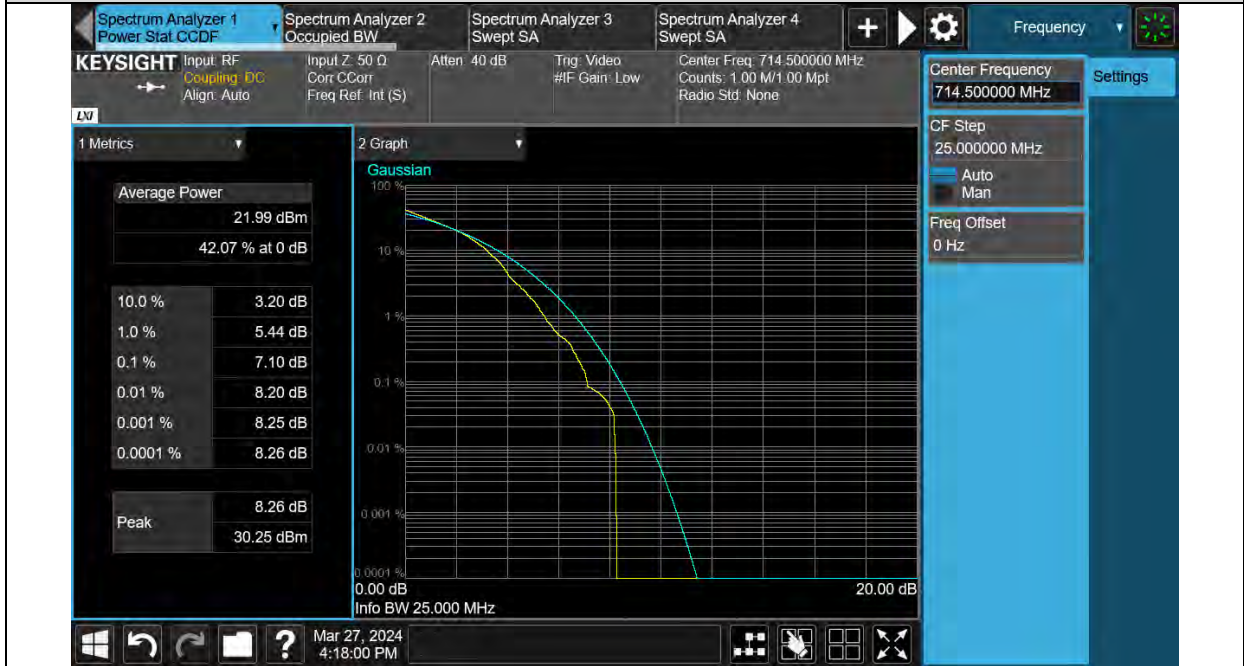 Spectrum Analyzer 1
Power Stat CCDF
Spectrum Analyzer 2
Occupied BW
Spectrum Analyzer 3
Swept SA
Spectrum Analyzer 4
Swept SA
Frequency
KEYSIGHT
Input: RF
Coupling: DC
Align: Auto
Input Z: 50 Ω
Corr CCorr
Freq Ref: Int (S)
Atten: 40 dB
Trig: Video
#IF Gain: Low
Center Freq: 714.500000 MHz
Counts: 1.00 M/1.00 Mpt
Radio Std: None
LXI
Center Frequency
714.500000 MHz
Settings
CF Step
25.000000 MHz
Auto
Man
Freq Offset
0 Hz
1 Metrics
Average Power
21.99 dBm
42.07 % at 0 dB
10.0 % 3.20 dB
1.0 % 5.44 dB
0.1 % 7.10 dB
0.01 % 8.20 dB
0.001 % 8.25 dB
0.0001 % 8.26 dB
Peak
8.26 dB
30.25 dBm
2 Graph
Gaussian
100 %
10 %
1 %
0.1 %
0.01 %
0.001 %
0.0001 %
0.00 dB
20.00 dB
Info BW 25.000 MHz
?
Mar 27, 2024
4:18:00 PM